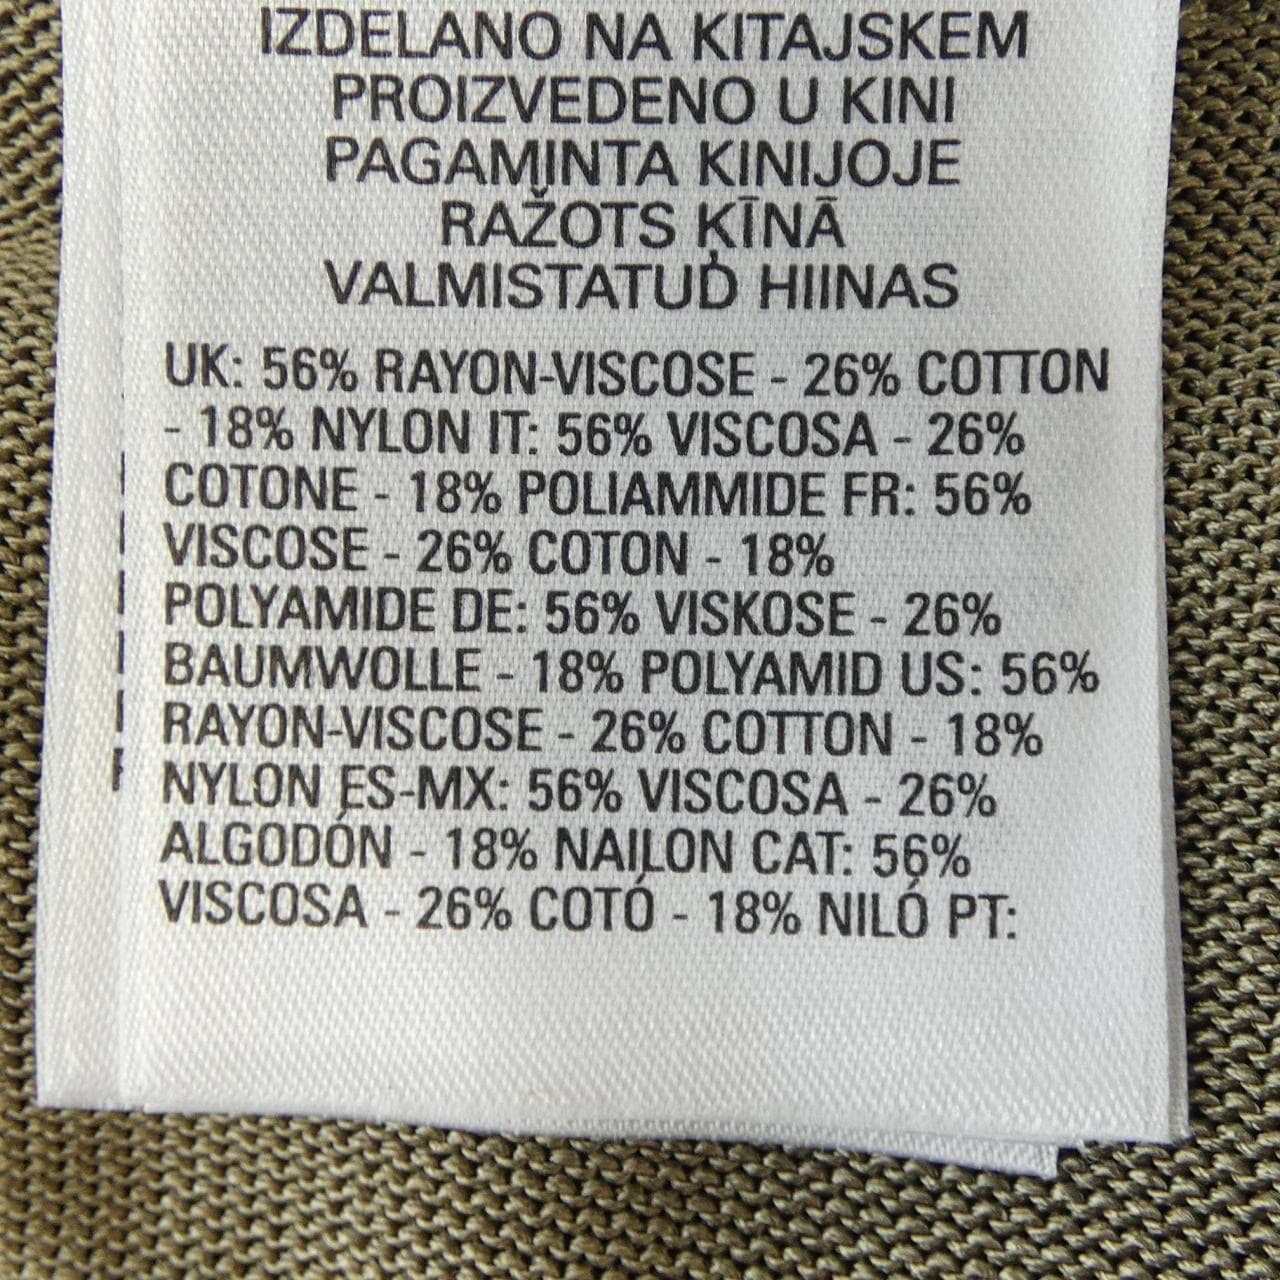 IZDELANO NA KITAJSKEM
PROIZVEDENO U KINI
PAGAMINTA KINIJOJE
RAŽOTS ĶĪNĀ
VALMISTATUD HIINAS
UK: 56% RAYON-VISCOSE - 26% COTTON
- 18% NYLON IT: 56% VISCOSA - 26%
COTONE - 18% POLIAMMIDE FR: 56%
VISCOSE - 26% COTON - 18%
POLYAMIDE DE: 56% VISKOSE - 26%
BAUMWOLLE - 18% POLYAMID US: 56%
RAYON-VISCOSE - 26% COTTON - 18%
NYLON ES-MX: 56% VISCOSA - 26%
ALGODÓN - 18% NAILON CAT: 56%
VISCOSA - 26% COTÓ - 18% NILÓ PT: